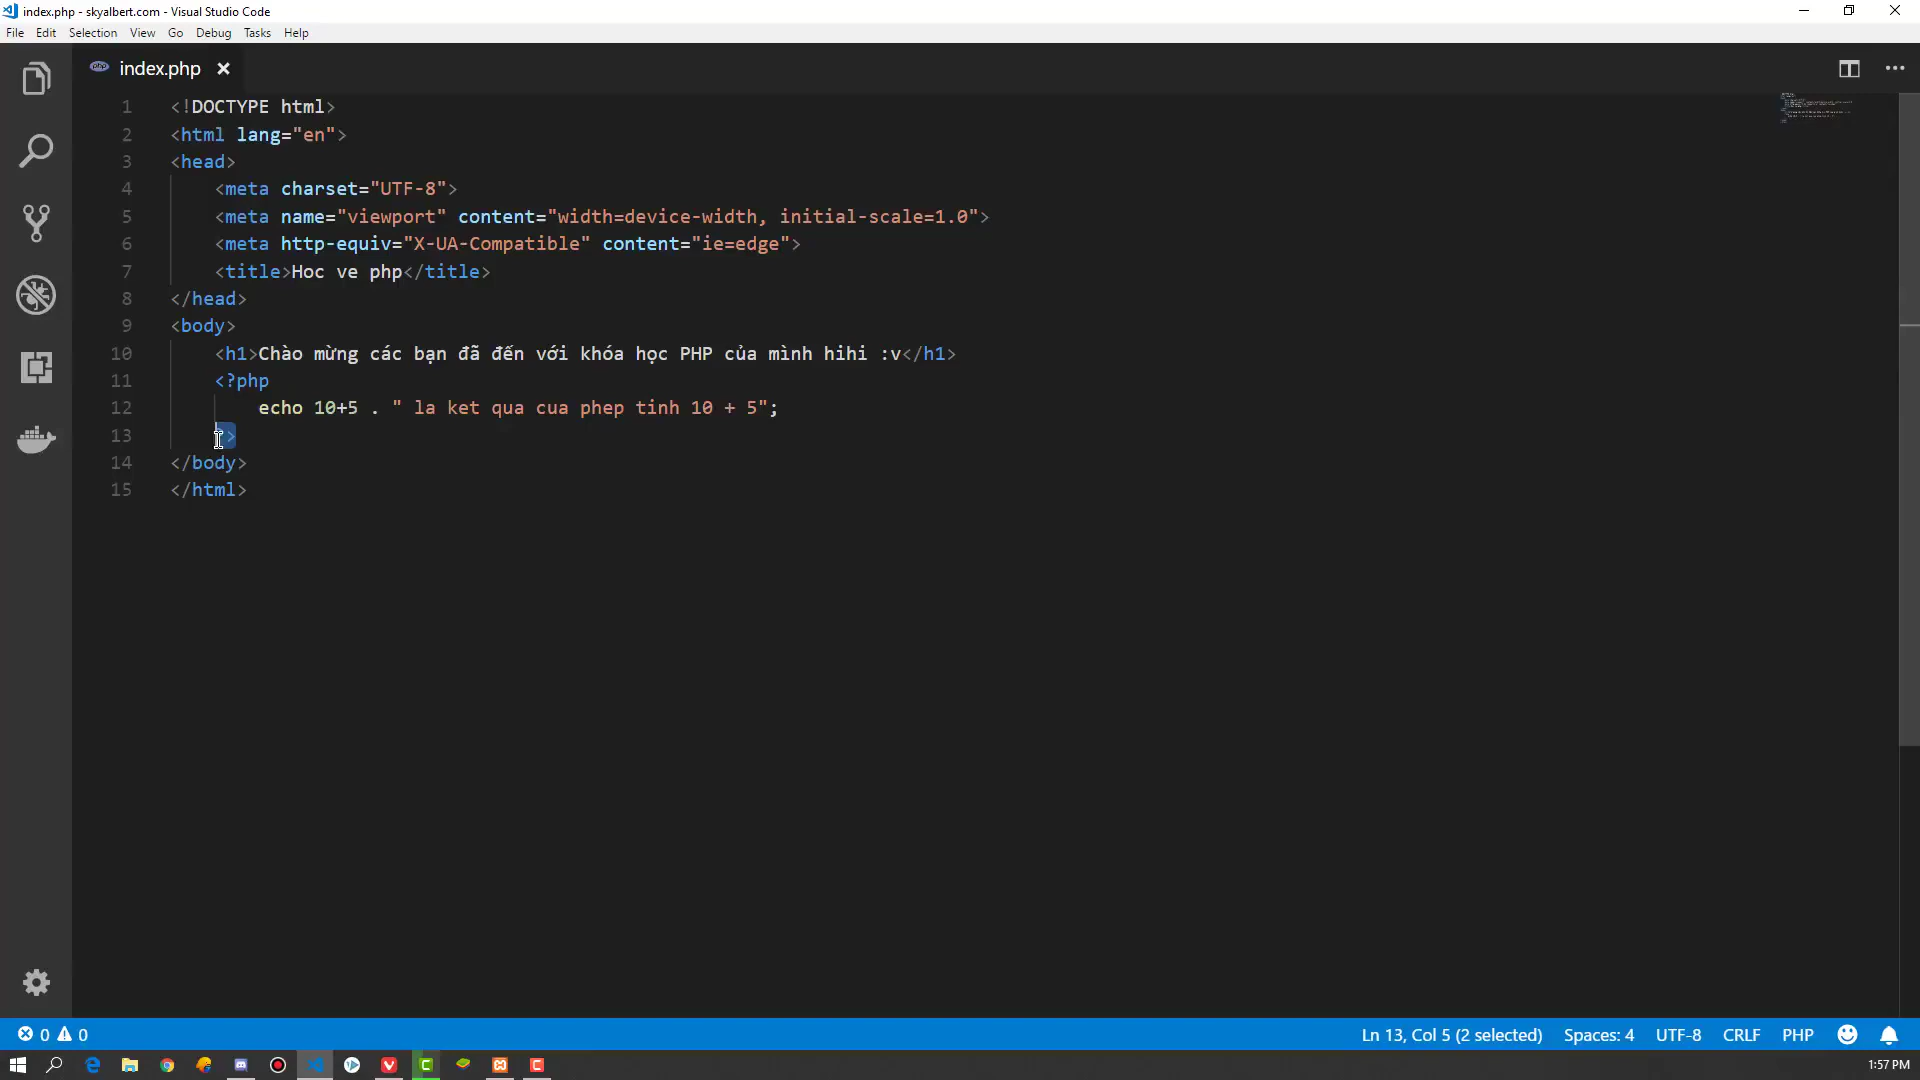 index.php - skyalbert.com - Visual Studio Code
File Edit Selection View Go Debug Tasks Help
php index.php
1 <!DOCTYPE html>
2 <html lang="en">
3 <head>
4 <meta charset="UTF-8">
5 <meta name="viewport" content="width=device-width, initial-scale=1.0">
6 <meta http-equiv="X-UA-Compatible" content="ie=edge">
7 <title>Hoc ve php</title>
8 </head>
9 <body>
10 <h1>Chào mừng các bạn đã đến với khóa học PHP của mình hihi :v</h1>
11 <?php
12 echo 10+5 . " la ket qua cua phep tinh 10 + 5";
13 ?>
14 </body>
15 </html>
0 0 Ln 13, Col 5 (2 selected) Spaces: 4 UTF-8 CRLF PHP
1:57 PM